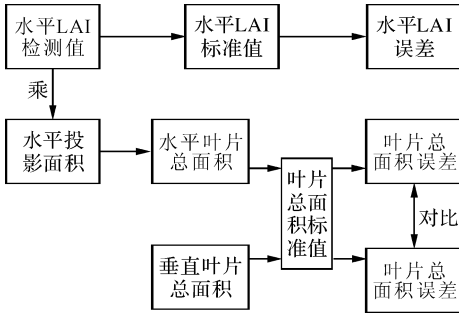 水平LAI
检测值
水平LAI
标准值
水平LAI
误差
乘
水平投
影面积
水平叶片
总面积
叶片总
面积误差
叶片
总面
积标
准值
对比
垂直叶片
总面积
叶片总
面积误差